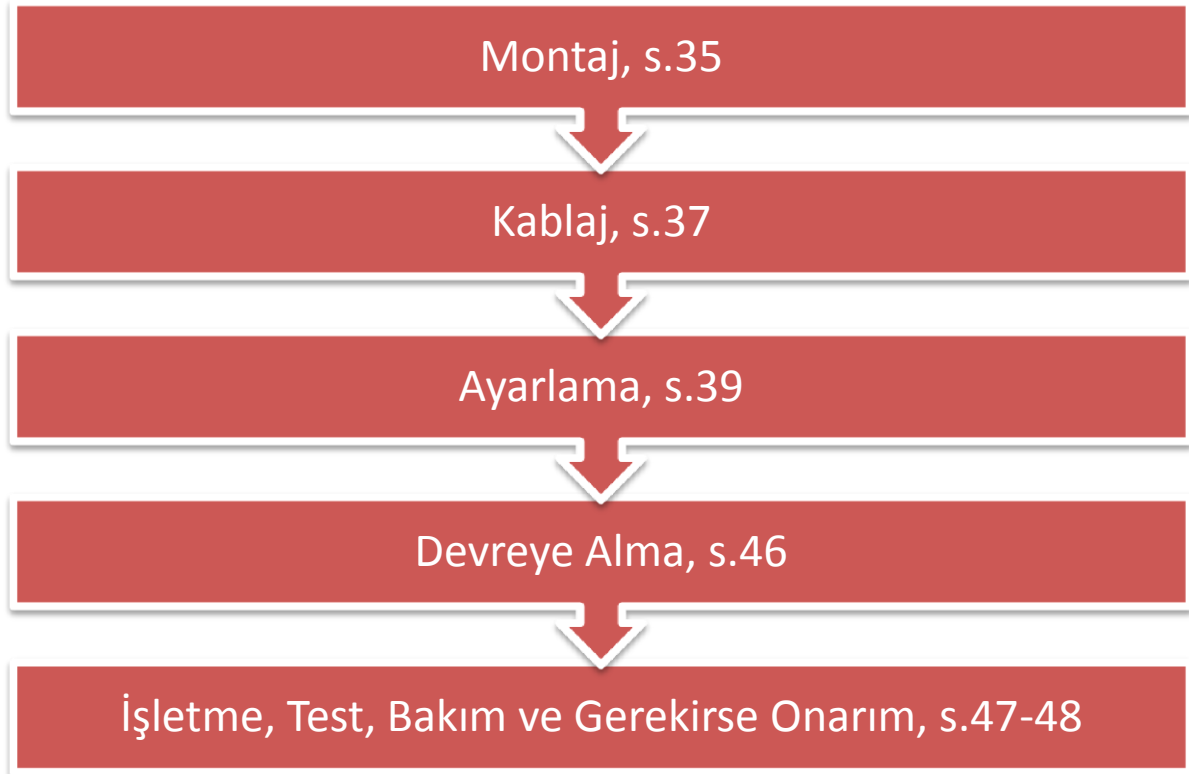 Montaj, s.35
Kablaj, s.37
Ayarlama, s.39
Devreye Alma, s.46
İşletme, Test, Bakım ve Gerekirse Onarım, s.47-48